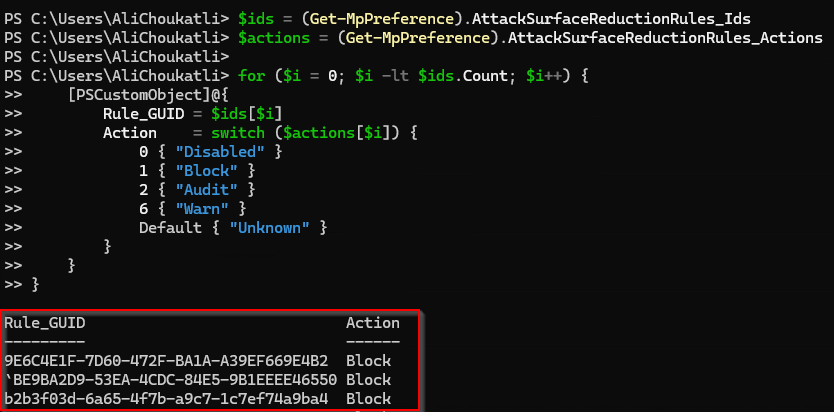 PS C:\Users\AliChoukatli> $ids = (Get-MpPreference).AttackSurfaceReductionRules_Ids
PS C:\Users\AliChoukatli> $actions = (Get-MpPreference).AttackSurfaceReductionRules_Actions
PS C:\Users\AliChoukatli>
PS C:\Users\AliChoukatli> for ($i = 0; $i -lt $ids.Count; $i++) {
>>     [PSCustomObject]@{
>>         Rule_GUID = $ids[$i]
>>         Action    = switch ($actions[$i]) {
>>             0 { "Disabled" }
>>             1 { "Block" }
>>             2 { "Audit" }
>>             6 { "Warn" }
>>             Default { "Unknown" }
>>         }
>>     }
>> }
Rule_GUID                             Action
---------                             ------
9E6C4E1F-7D60-472F-BA1A-A39EF669E4B2  Block
`BE9BA2D9-53EA-4CDC-84E5-9B1EEEE46550 Block
b2b3f03d-6a65-4f7b-a9c7-1c7ef74a9ba4  Block